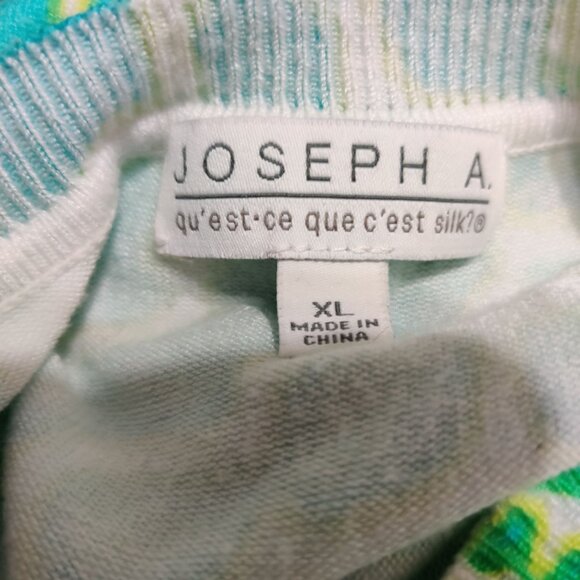 JOSEPH A.
qu'est·ce que c'est silk?®
XL
MADE IN
CHINA